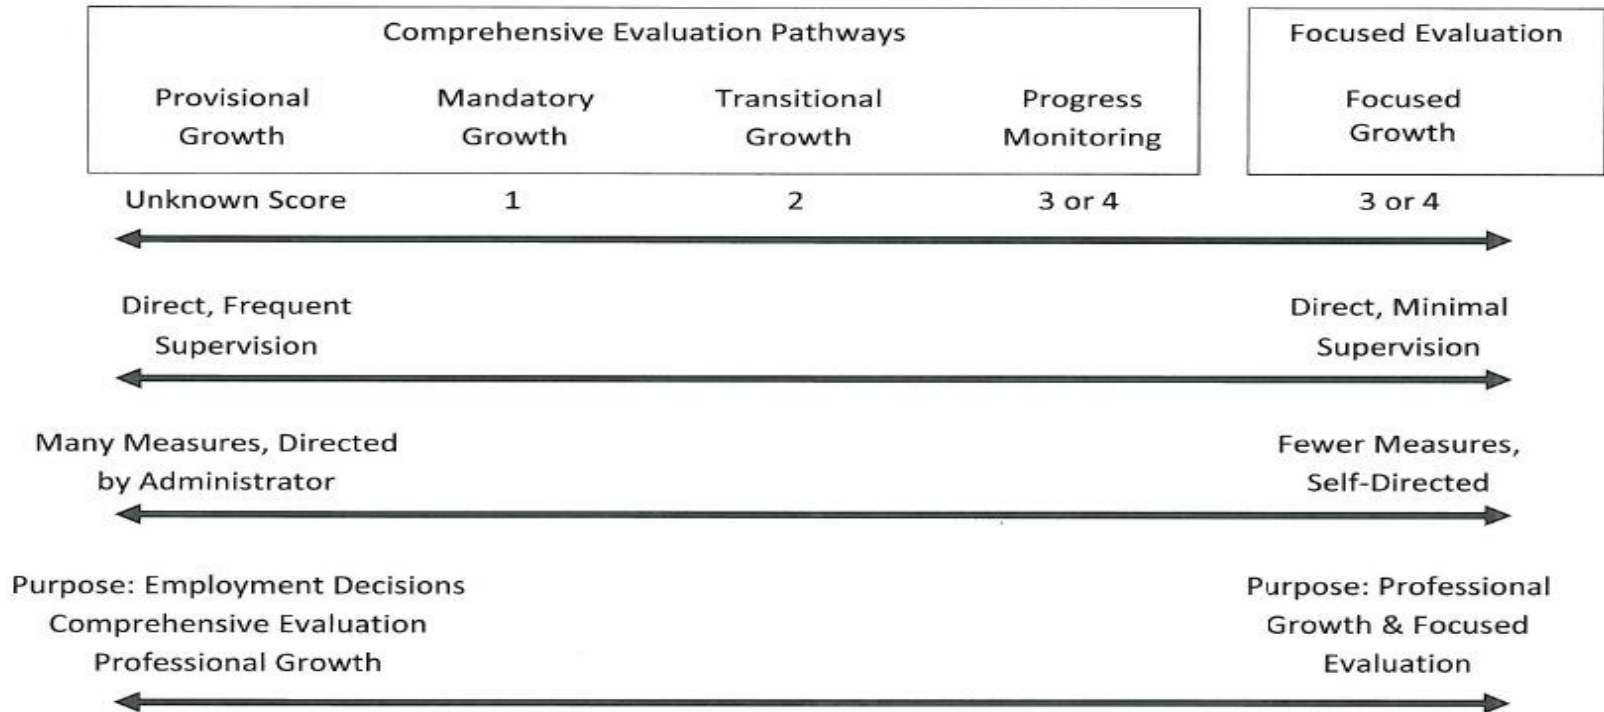 Comprehensive Evaluation Pathways
Focused Evaluation
Provisional
Growth
Mandatory
Growth
Transitional
Growth
Progress
Monitoring
Focused
Growth
Unknown Score
1
2
3 or 4
3 or 4
Direct, Frequent
Supervision
Direct, Minimal
Supervision
Many Measures, Directed
by Administrator
Fewer Measures,
Self-Directed
Purpose: Employment Decisions
Comprehensive Evaluation
Professional Growth
Purpose: Professional
Growth & Focused
Evaluation